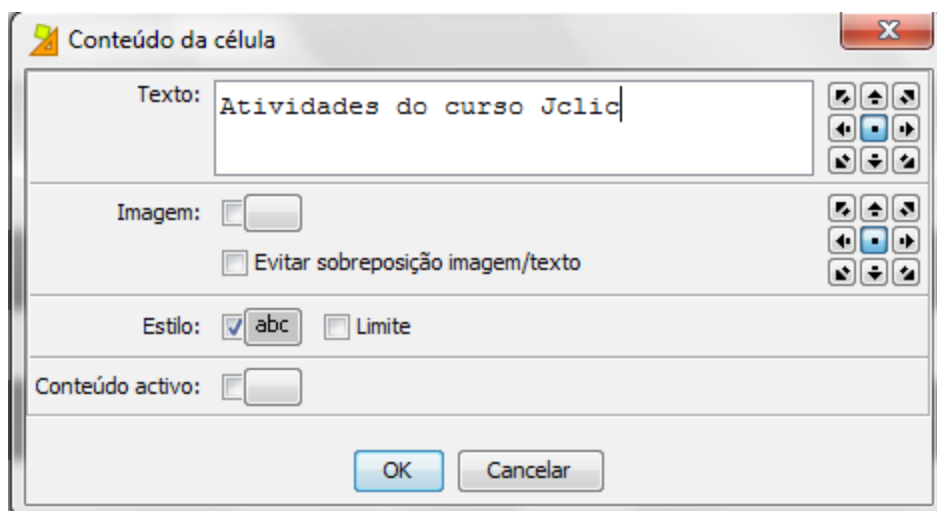 Conteúdo da célula
Texto: Atividades do curso Jclic
Imagem:
Evitar sobreposição imagem/texto
Estilo: abc Limite
Conteúdo activo:
OK Cancelar